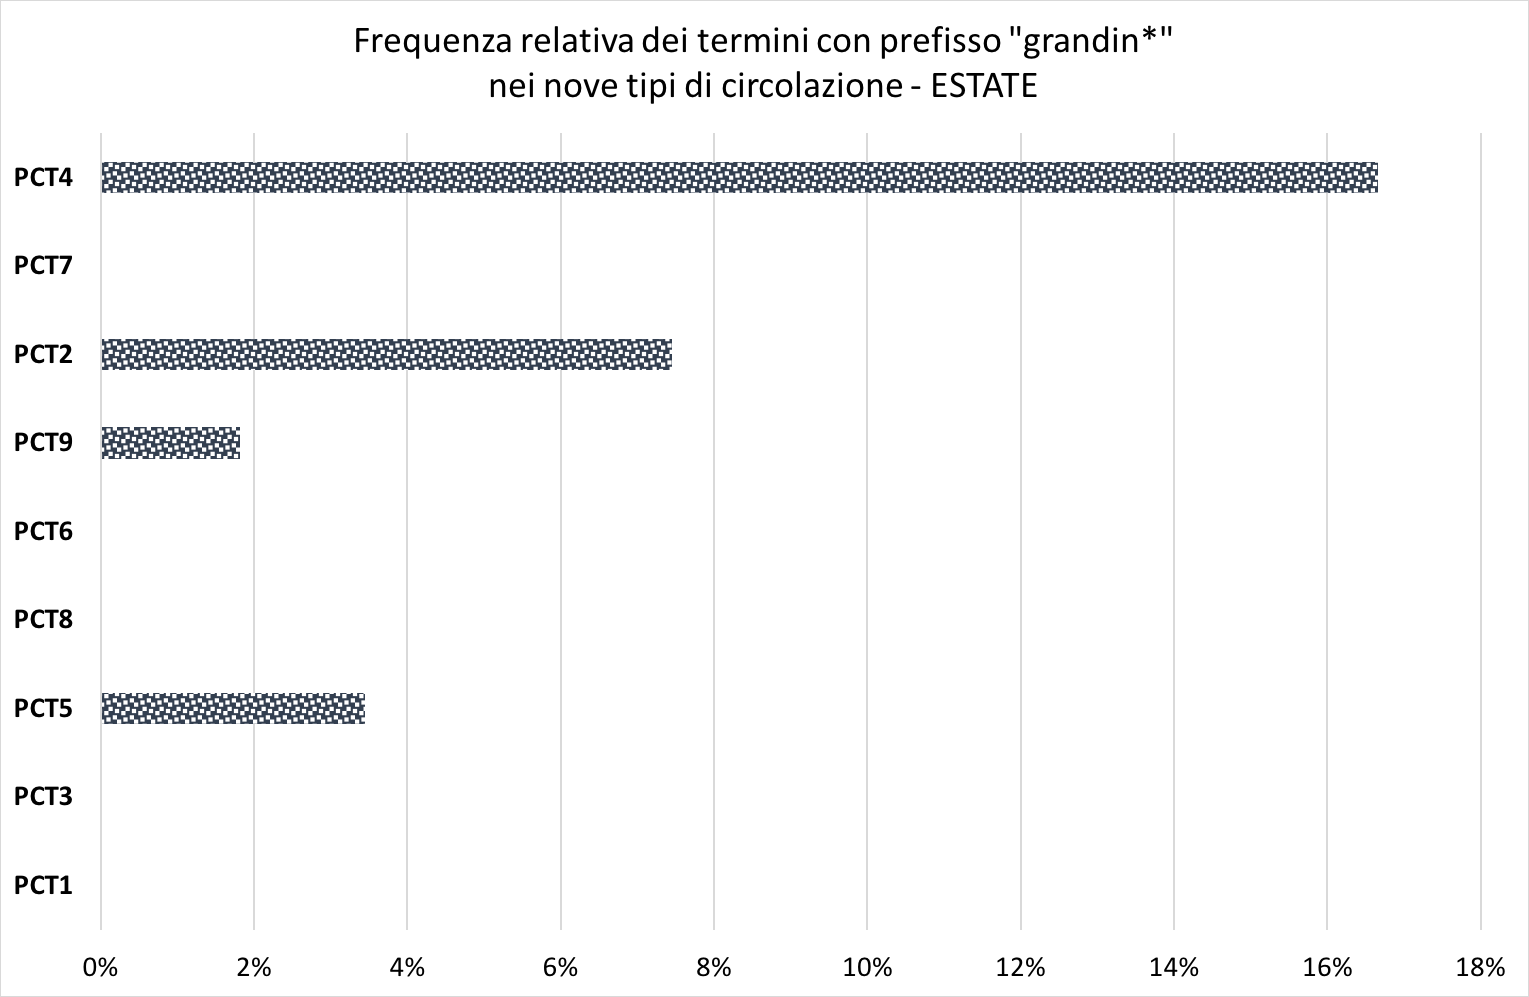 Frequenza relativa dei termini con prefisso "grandin*"
nei nove tipi di circolazione - ESTATE
PCT4
PCT7
PCT2
PCT9
PCT6
PCT8
PCT5
PCT3
PCT1
0% 2% 4% 6% 8% 10% 12% 14% 16% 18%